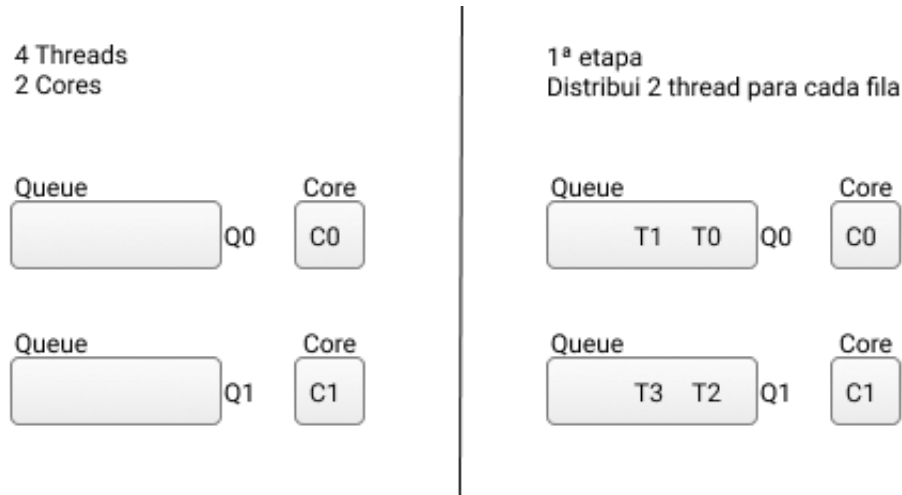 4 Threads
2 Cores
Queue Core
Q0 C0
Queue Core
Q1 C1
1ª etapa
Distribui 2 thread para cada fila
Queue Core
T1 T0 Q0 C0
Queue Core
T3 T2 Q1 C1